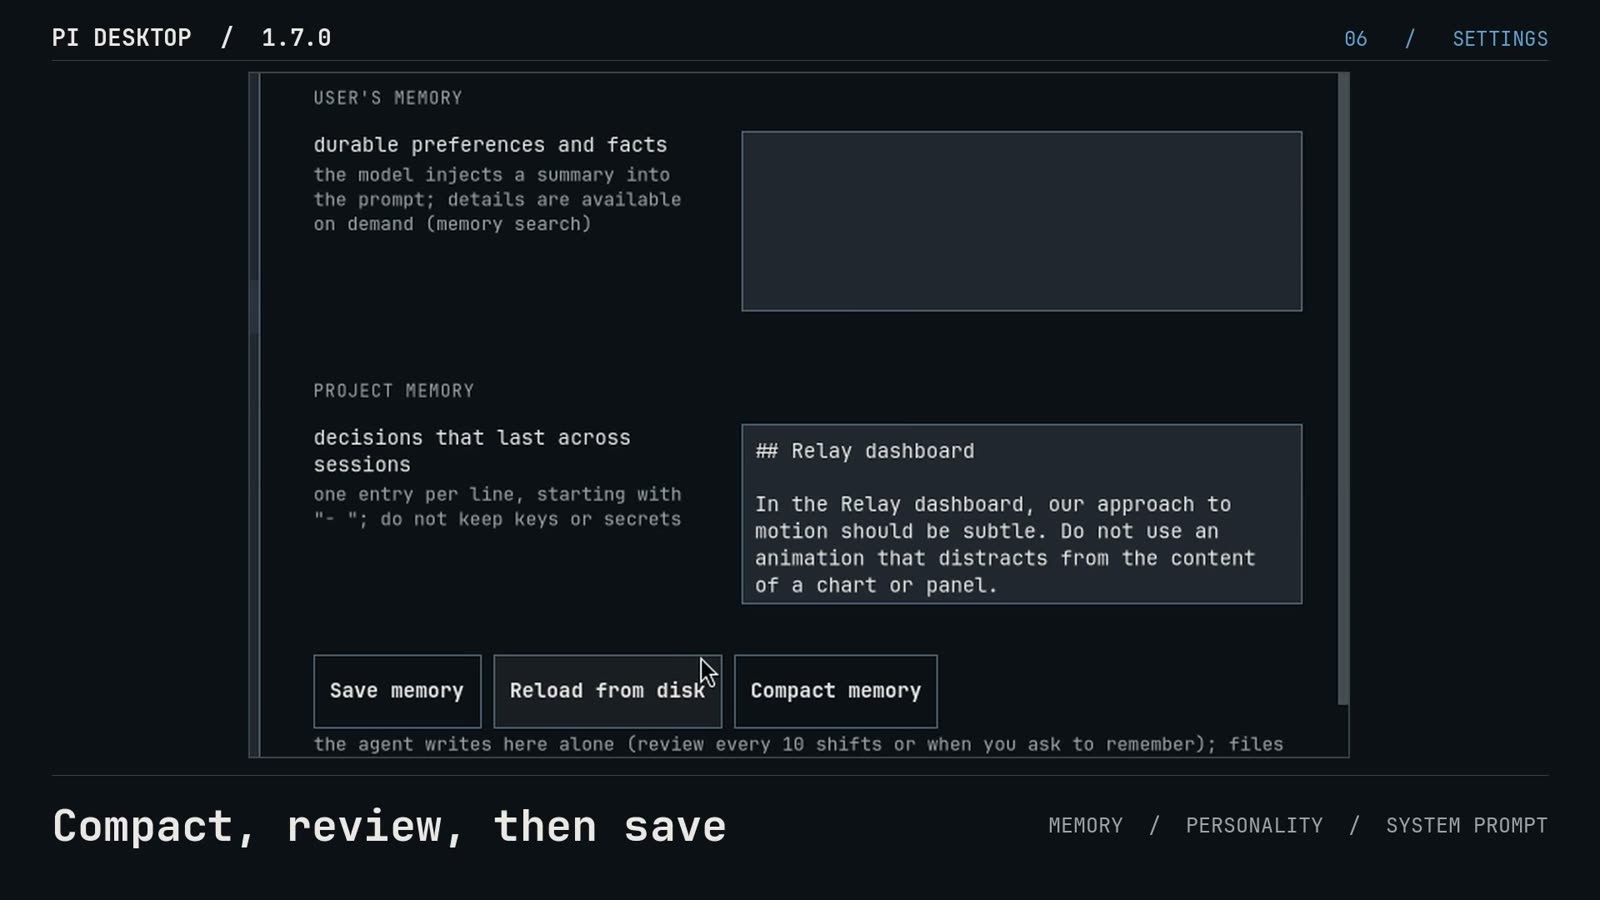 PI DESKTOP / 1.7.0
06 / SETTINGS
USER'S MEMORY
durable preferences and facts
the model injects a summary into
the prompt; details are available
on demand (memory search)
PROJECT MEMORY
decisions that last across
sessions
one entry per line, starting with
"- "; do not keep keys or secrets
## Relay dashboard
In the Relay dashboard, our approach to
motion should be subtle. Do not use an
animation that distracts from the content
of a chart or panel.
Save memory
Reload from disk
Compact memory
the agent writes here alone (review every 10 shifts or when you ask to remember); files
Compact, review, then save
MEMORY / PERSONALITY / SYSTEM PROMPT